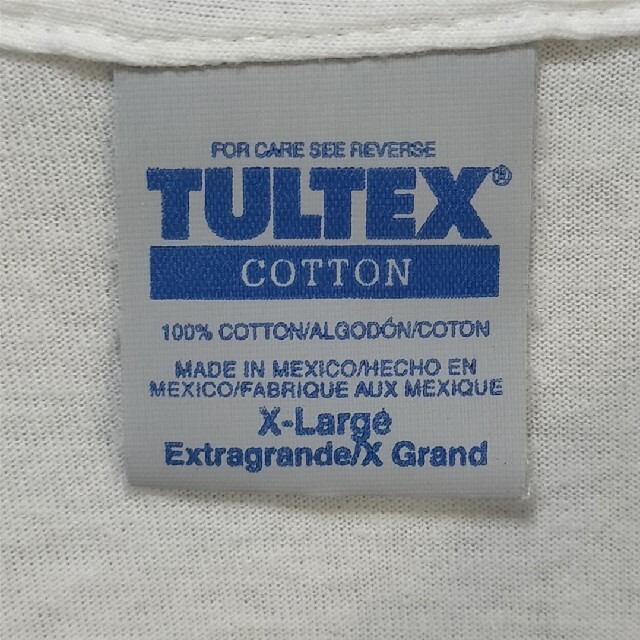 FOR CARE SEE REVERSE
TULTEX®
COTTON
100% COTTON/ALGODÓN/COTON
MADE IN MEXICO/HECHO EN
MEXICO/FABRIQUE AUX MEXIQUE
X-Large
Extragrande/X Grand